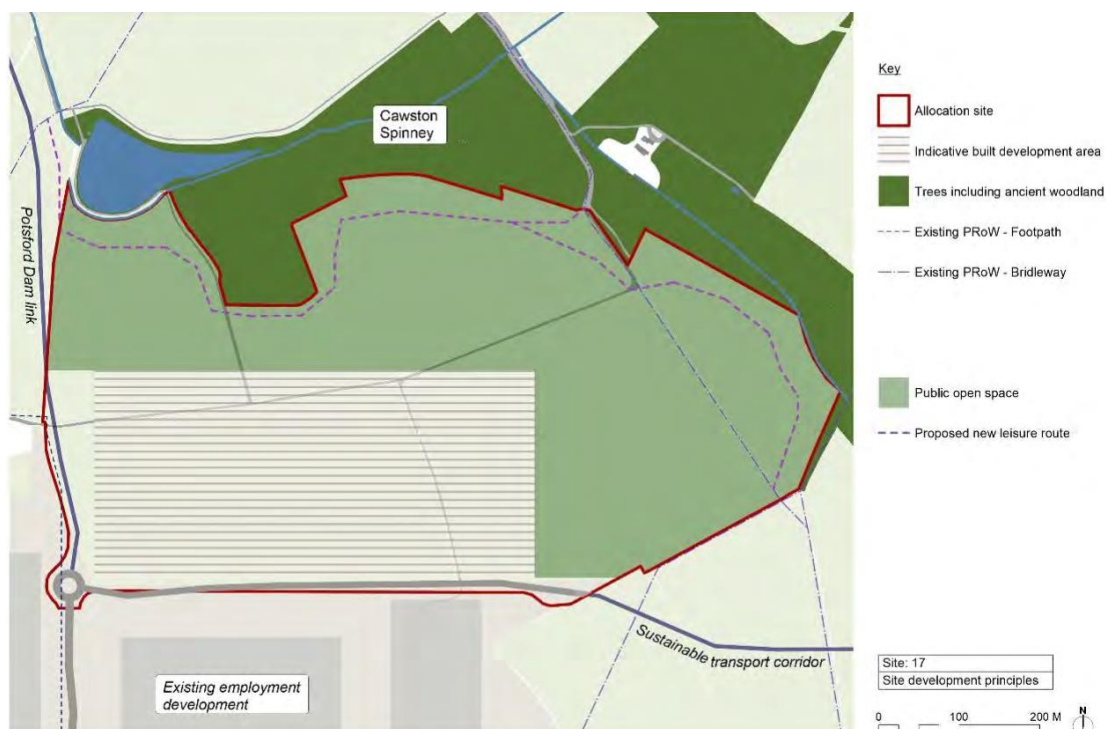 Cawston
Spinney
Potsford Dam link
Sustainable transport corridor
Existing employment
development
Key
Allocation site
Indicative built development area
Trees including ancient woodland
Existing PRoW - Footpath
Existing PRoW - Bridleway
Public open space
Proposed new leisure route
Site: 17
Site development principles
0 100 200 M
N